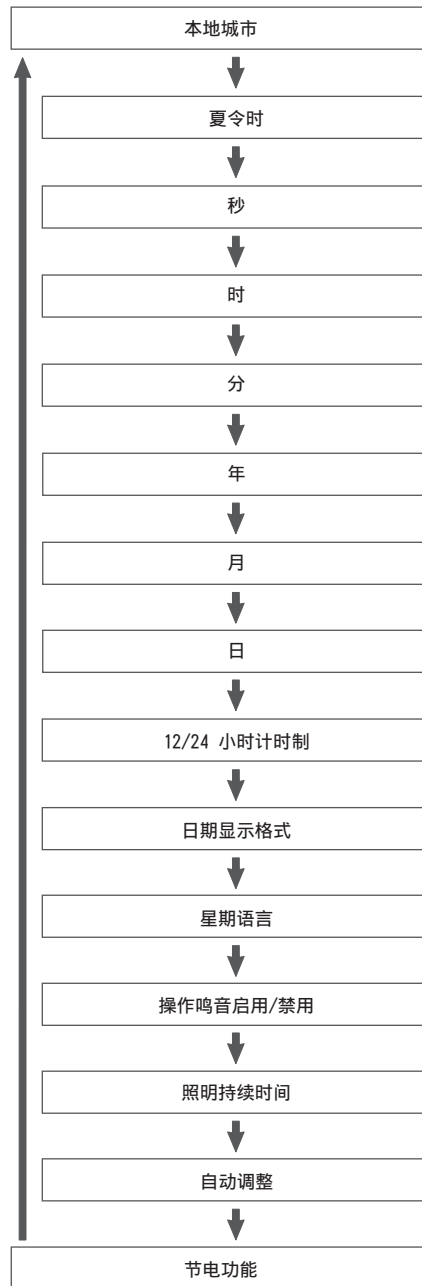 本地城市
夏令时
秒
时
分
年
月
日
12/24 小时计时制
日期显示格式
星期语言
操作鸣音启用/禁用
照明持续时间
自动调整
节电功能